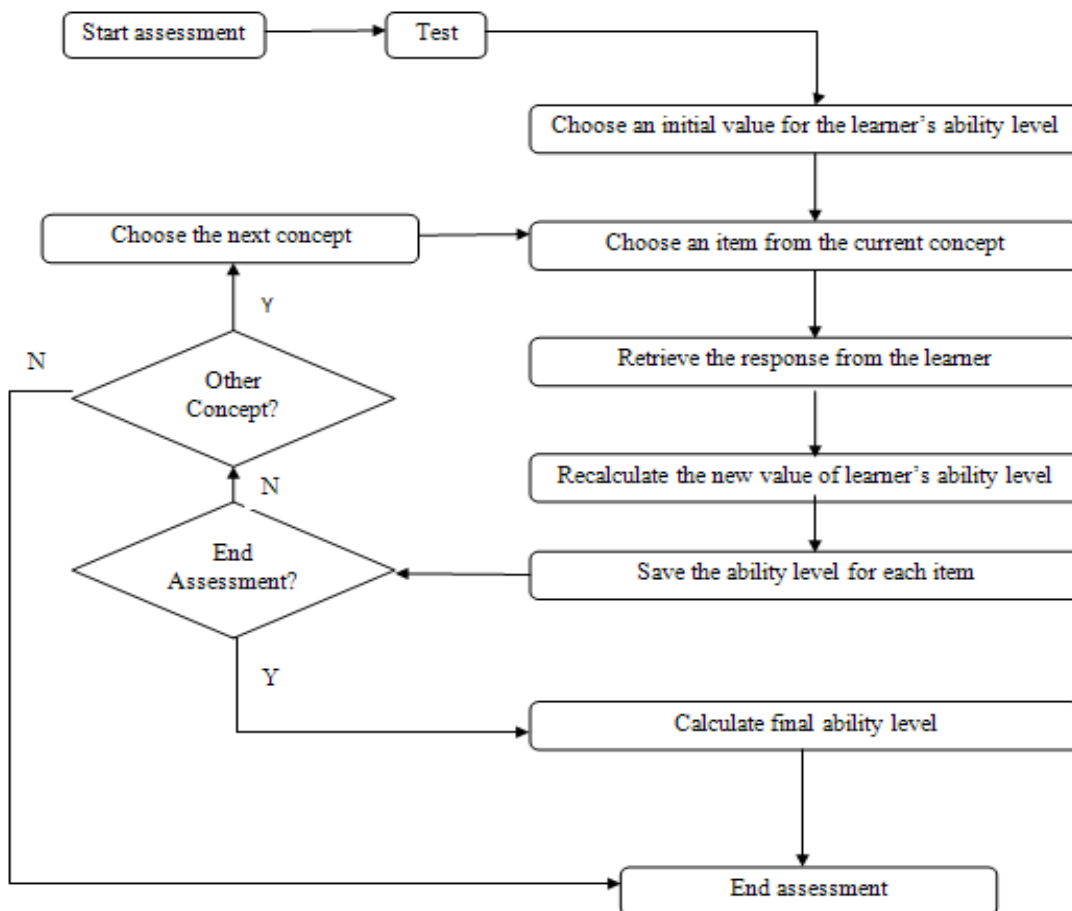 Start assessment
Test
Choose an initial value for the learner’s ability level
Choose the next concept
Choose an item from the current concept
Y
N
Retrieve the response from the learner
Other
Concept?
Recalculate the new value of learner’s ability level
N
End
Assessment?
Save the ability level for each item
Y
Calculate final ability level
End assessment